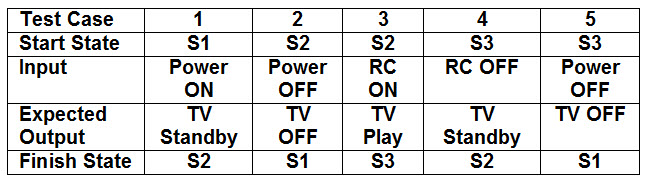 Test Case 1 2 3 4 5
Start State S1 S2 S2 S3 S3
Input Power ON Power OFF RC ON RC OFF Power OFF
Expected Output TV Standby TV OFF TV Play TV Standby TV OFF
Finish State S2 S1 S3 S2 S1